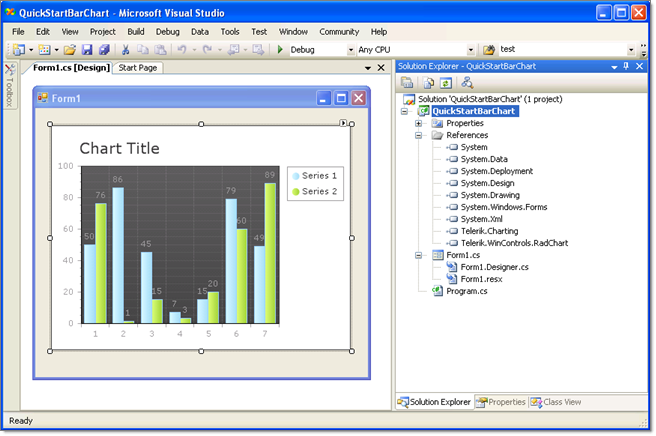 QuickStartBarChart - Microsoft Visual Studio
File Edit View Project Build Debug Data Tools Test Window Community Help
Debug Any CPU test
Toolbox
Form1.cs [Design] Start Page
Form1
Chart Title
100
80
60
40
20
0
50 76 86 1 45 15 7 3 15 20 79 60 49 89
1 2 3 4 5 6 7
Series 1
Series 2
Solution Explorer - QuickStartBarChart
Solution 'QuickStartBarChart' (1 project)
QuickStartBarChart
Properties
References
System
System.Data
System.Deployment
System.Design
System.Drawing
System.Windows.Forms
System.Xml
Telerik.Charting
Telerik.WinControls.RadChart
Form1.cs
Form1.Designer.cs
Form1.resx
Program.cs
Solution Explorer Properties Class View
Ready